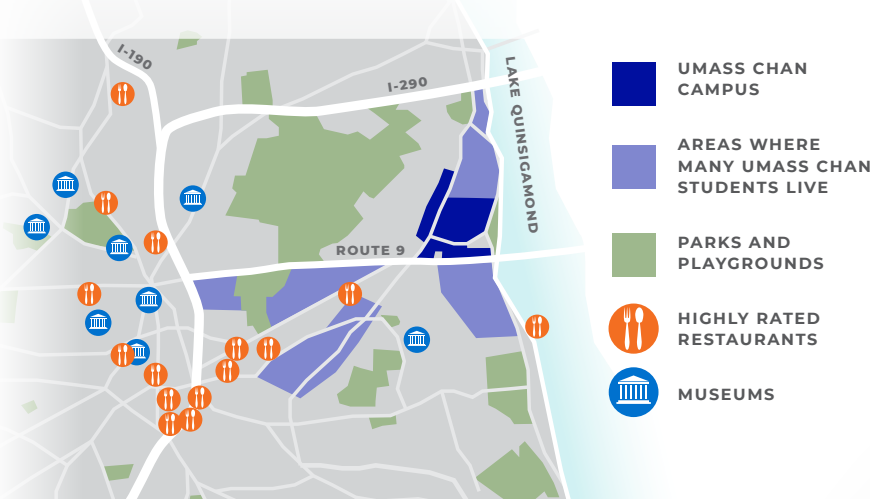 I-190
I-290
LAKE QUINSIGAMOND
ROUTE 9
UMASS CHAN
CAMPUS
AREAS WHERE
MANY UMASS CHAN
STUDENTS LIVE
PARKS AND
PLAYGROUNDS
HIGHLY RATED
RESTAURANTS
MUSEUMS